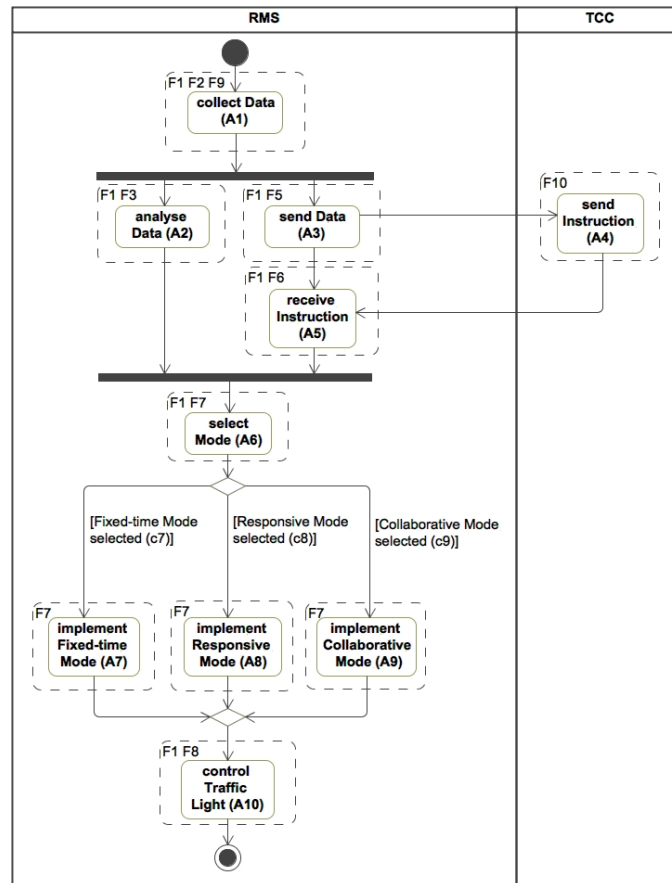 RMS
TCC
F1 F2 F9
collect Data
(A1)
F1 F3
analyse
Data (A2)
F1 F5
send Data
(A3)
F10
send
Instruction
(A4)
F1 F6
receive
Instruction
(A5)
F1 F7
select
Mode (A6)
[Fixed-time Mode
selected (c7)]
[Responsive Mode
selected (c8)]
[Collaborative Mode
selected (c9)]
F7
implement
Fixed-time
Mode (A7)
F7
implement
Responsive
Mode (A8)
F7
implement
Collaborative
Mode (A9)
F1 F8
control
Traffic
Light (A10)